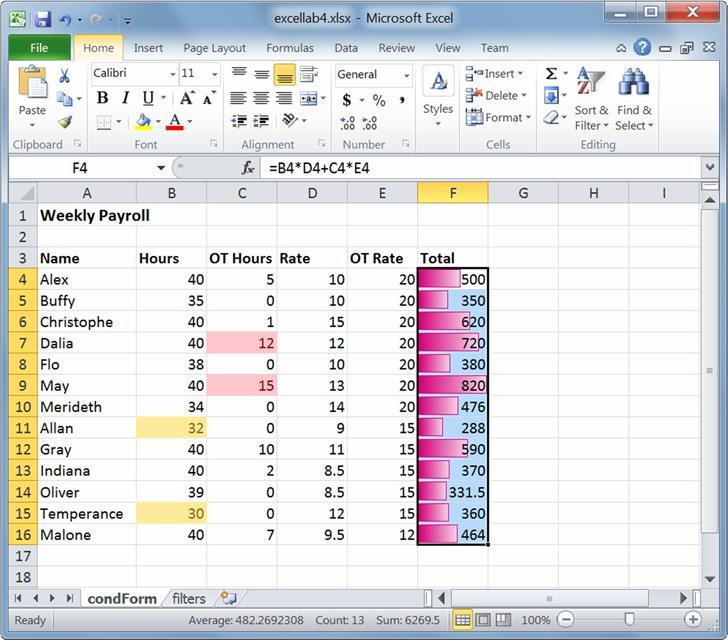 excellab4.xlsx - Microsoft Excel
File Home Insert Page Layout Formulas Data Review View Team
Paste
Calibri 11
B I U A A
A
General
$ % ,
.00 .0
Styles
Insert
Delete
Format
Σ
Sort & Filter
Find & Select
Clipboard Font Alignment Number Cells Editing
F4 fx =B4*D4+C4*E4
A B C D E F G H I
1 Weekly Payroll
2
3 Name Hours OT Hours Rate OT Rate Total
4 Alex 40 5 10 20 500
5 Buffy 35 0 10 20 350
6 Christophe 40 1 15 20 620
7 Dalia 40 12 12 20 720
8 Flo 38 0 10 20 380
9 May 40 15 13 20 820
10 Merideth 34 0 14 20 476
11 Allan 32 0 9 15 288
12 Gray 40 10 11 15 590
13 Indiana 40 2 8.5 15 370
14 Oliver 39 0 8.5 15 331.5
15 Temperance 30 0 12 15 360
16 Malone 40 7 9.5 12 464
17
18
condForm filters
Ready Average: 482.2692308 Count: 13 Sum: 6269.5 100%